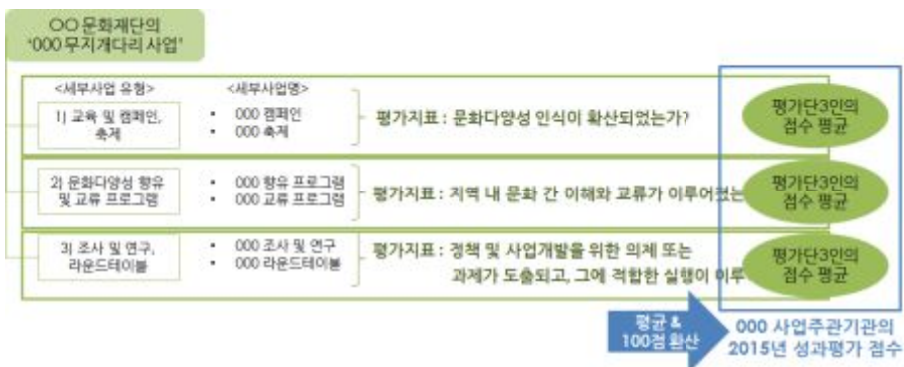 OO문화재단의
“000무지개다리사업”
<세부사업 유형>
<세부사업명>
1) 교육 및 캠페인,
축제
• 000 캠페인
• 000 축제
평가지표 : 문화다양성 인식이 확산되었는가?
평가단3인의
점수 평균
2) 문화다양성 향유
및 교류 프로그램
• 000 향유 프로그램
• 000 교류 프로그램
평가지표 : 지역 내 문화 간 이해와 교류가 이루어졌는
평가단3인의
점수 평균
3) 조사 및 연구,
라운드테이블
• 000 조사 및 연구
• 000 라운드테이블
평가지표 : 정책 및 사업개발을 위한 의제 또는
과제가 도출되고, 그에 적합한 실행이 이루
평가단3인의
점수 평균
평균 &
100점 환산
000 사업주관기관의
2015년 성과평가 점수